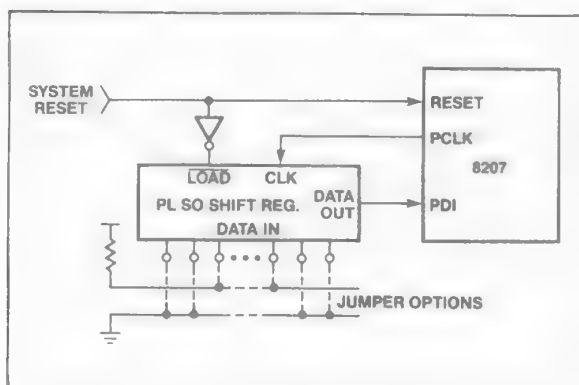 SYSTEM
RESET
RESET
PCLK
8207
LOAD
CLK
DATA
OUT
PDI
PL SO SHIFT REG.
DATA IN
JUMPER OPTIONS